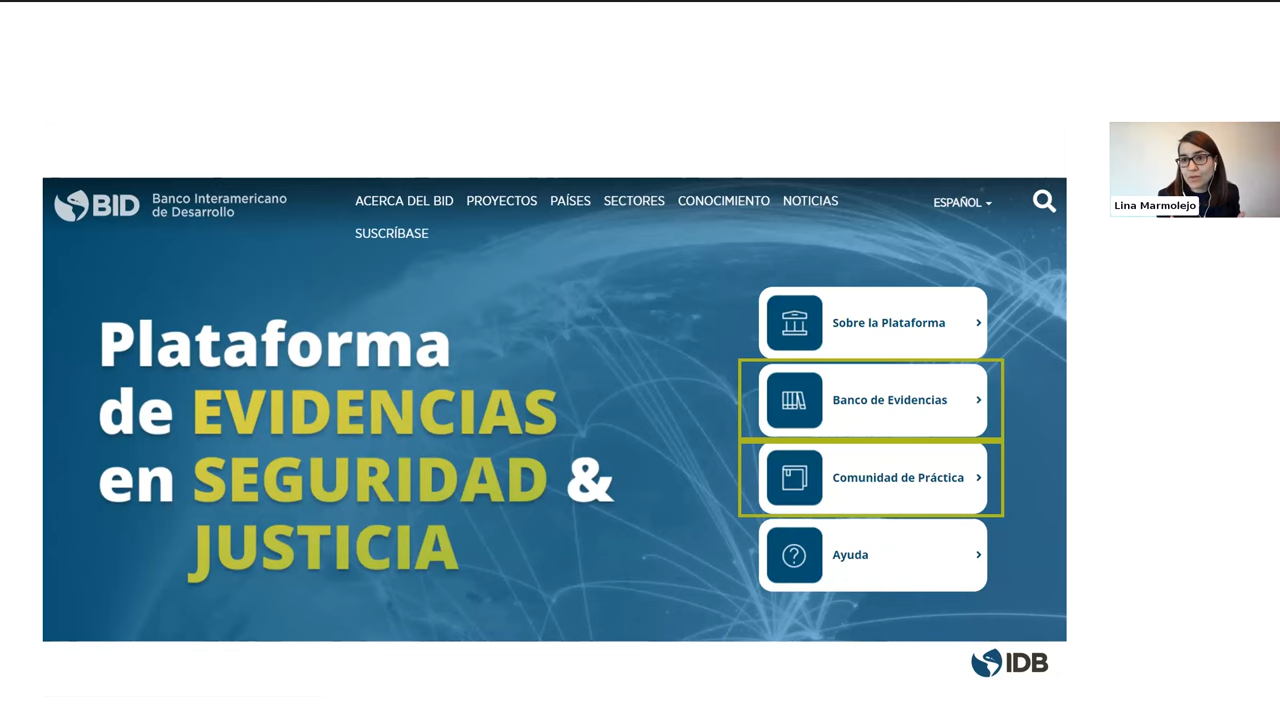 BID Banco Interamericano
de Desarrollo
ACERCA DEL BID PROYECTOS PAÍSES SECTORES CONOCIMIENTO NOTICIAS
SUSCRÍBASE
ESPAÑOL
Plataforma
de EVIDENCIAS
en SEGURIDAD &
JUSTICIA
Sobre la Plataforma
Banco de Evidencias
Comunidad de Práctica
Ayuda
Lina Marmolejo
IDB